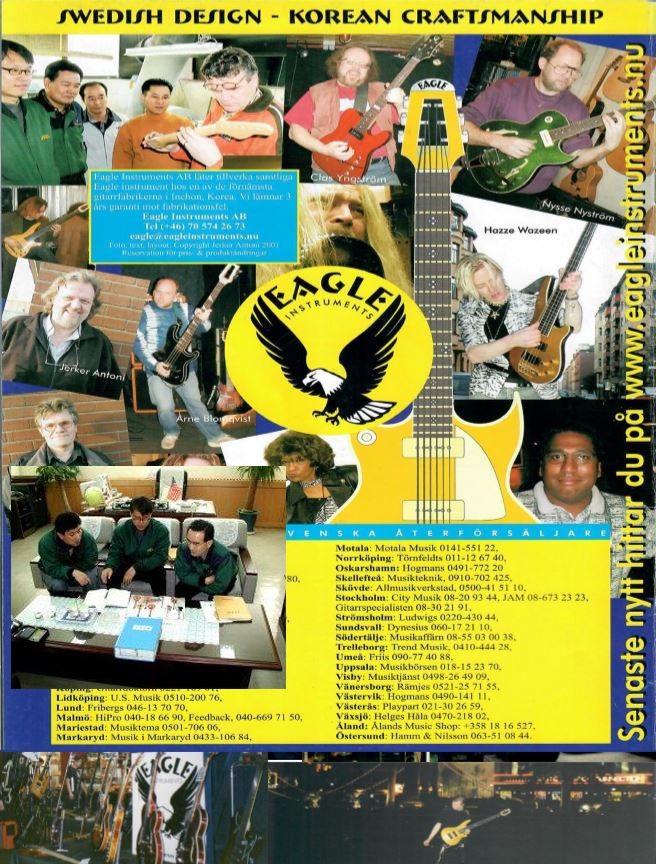 SWEDISH DESIGN - KOREAN CRAFTSMANSHIP
EAGLE
Clas Yngström
Nysse Nyström
Eagle Instruments AB låter tillverka samtliga
Eagle instrument hos en av de förnämsta
gitarrfabrikerna i Inchon, Korea. Vi lämnar 3
års garanti mot fabrikationsfel.
Eagle Instruments AB
Tel (+46) 70 574 26 73
eagle@eagleinstruments.nu
Foto, text, layout: Copyright Jerker Antoni 2001
Reservation för pris- & produktändringar
Hazze Wazeen
EAGLE
INSTRUMENTS
Jerker Antoni
Arne Blomqvist
Senaste nytt hittar du på www.eagleinstruments.nu
VENSKA ÅTERFÖRSÄLJARE
80,
Lidköping: U.S. Musik 0510-200 76,
Lund: Fribergs 046-13 70 70,
Malmö: HiPro 040-18 66 90, Feedback, 040-669 71 50,
Mariestad: Musiktema 0501-706 06,
Markaryd: Musik i Markaryd 0433-106 84,
Motala: Motala Musik 0141-551 22,
Norrköping: Törnfeldts 011-12 67 40,
Oskarshamn: Hogmans 0491-772 20
Skellefteå: Musikteknik, 0910-702 425,
Skövde: Allmusikverkstad, 0500-41 51 10,
Stockholm: City Musik 08-20 93 44, JAM 08-673 23 23,
Gitarrspecialisten 08-30 21 91,
Strömsholm: Ludwigs 0220-430 44,
Sundsvall: Dynesius 060-17 21 10,
Södertälje: Musikaffärn 08-55 03 00 38,
Trelleborg: Trend Musik, 0410-444 28,
Umeå: Friis 090-77 40 88,
Uppsala: Musikbörsen 018-15 23 70,
Visby: Musiktjänst 0498-26 49 09,
Vänersborg: Rämjes 0521-25 71 55,
Västervik: Hogmans 0490-141 11,
Västerås: Playpart 021-30 26 59,
Växsjö: Helges Håla 0470-218 02,
Åland: Ålands Music Shop: +358 18 16 527,
Östersund: Hamm & Nilsson 063-51 08 44.
EAGLE
INSTRUMENTS